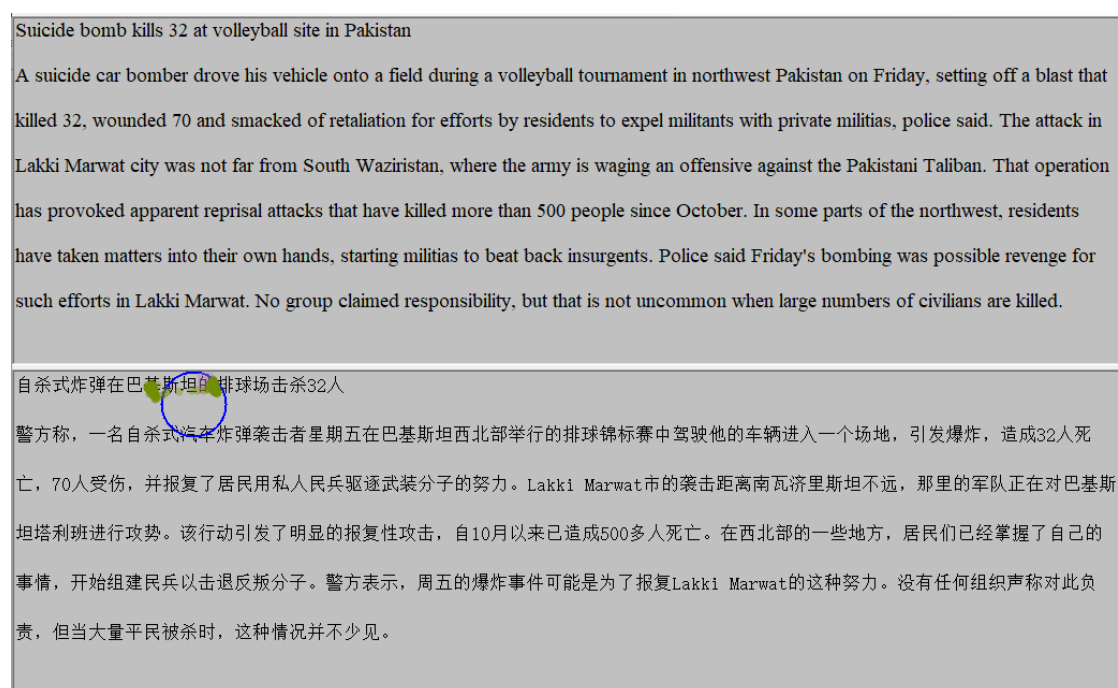 Suicide bomb kills 32 at volleyball site in Pakistan
A suicide car bomber drove his vehicle onto a field during a volleyball tournament in northwest Pakistan on Friday, setting off a blast that
killed 32, wounded 70 and smacked of retaliation for efforts by residents to expel militants with private militias, police said. The attack in
Lakki Marwat city was not far from South Waziristan, where the army is waging an offensive against the Pakistani Taliban. That operation
has provoked apparent reprisal attacks that have killed more than 500 people since October. In some parts of the northwest, residents
have taken matters into their own hands, starting militias to beat back insurgents. Police said Friday's bombing was possible revenge for
such efforts in Lakki Marwat. No group claimed responsibility, but that is not uncommon when large numbers of civilians are killed.
自杀式炸弹在巴基斯坦的排球场击杀32人
警方称，一名自杀式汽车炸弹袭击者星期五在巴基斯坦西北部举行的排球锦标赛中驾驶他的车辆进入一个场地，引发爆炸，造成32人死
亡，70人受伤，并报复了居民用私人民兵驱逐武装分子的努力。Lakki Marwat市的袭击距离南瓦济里斯坦不远，那里的军队正在对巴基斯
坦塔利班进行攻势。该行动引发了明显的报复性攻击，自10月以来已造成500多人死亡。在西北部的一些地方，居民们已经掌握了自己的
事情，开始组建民兵以击退反叛分子。警方表示，周五的爆炸事件可能是为了报复Lakki Marwat的这种努力。没有任何组织声称对此负
责，但当大量平民被杀时，这种情况并不少见。